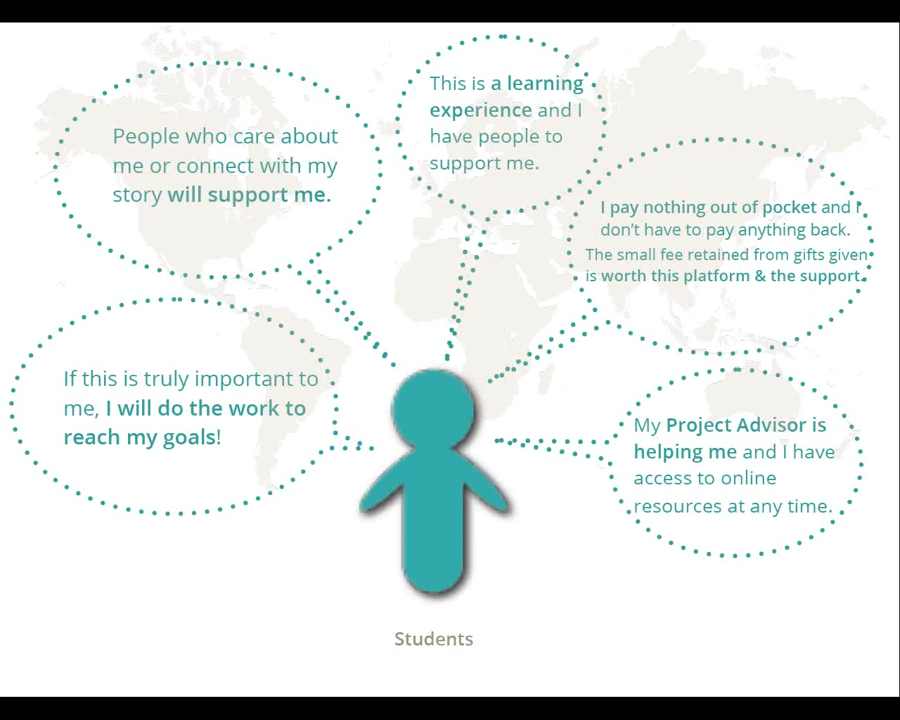 People who care about
me or connect with my
story will support me.
This is a learning
experience and I
have people to
support me.
I pay nothing out of pocket and I
don't have to pay anything back.
The small fee retained from gifts given
is worth this platform & the support.
If this is truly important to
me, I will do the work to
reach my goals!
My Project Advisor is
helping me and I have
access to online
resources at any time.
Students